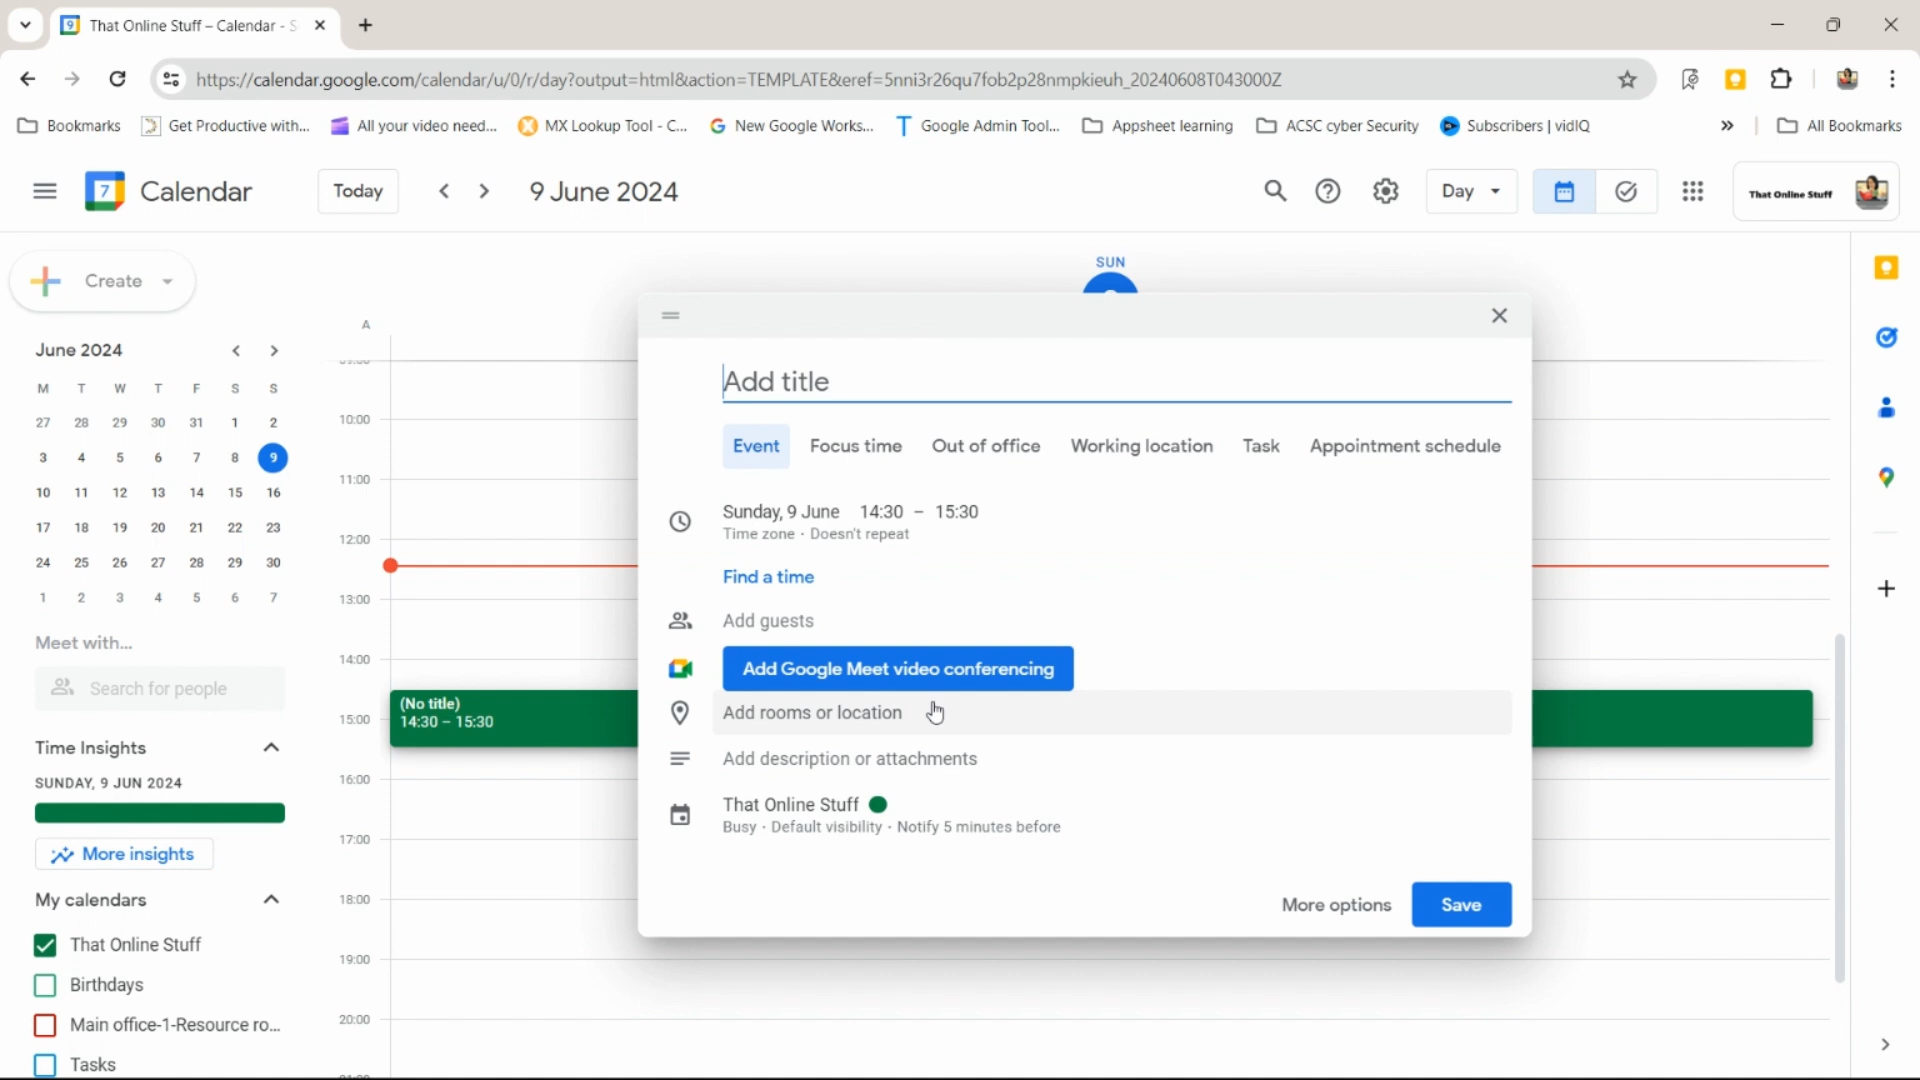 That Online Stuff – Calendar - S
https://calendar.google.com/calendar/u/0/r/day?output=html&action=TEMPLATE&eref=5nni3r26qu7fob2p28nmpkieuh_20240608T043000Z
Bookmarks
Get Productive with...
All your video need...
MX Lookup Tool - C...
New Google Works...
Google Admin Tool...
Appsheet learning
ACSC cyber Security
Subscribers | vidIQ
»
All Bookmarks
7
Calendar
Today
9 June 2024
Day
That Online Stuff
Create
June 2024
M T W T F S S
27 28 29 30 31 1 2
3 4 5 6 7 8 9
10 11 12 13 14 15 16
17 18 19 20 21 22 23
24 25 26 27 28 29 30
1 2 3 4 5 6 7
Meet with...
Search for people
Time Insights
SUNDAY, 9 JUN 2024
More insights
My calendars
That Online Stuff
Birthdays
Main office-1-Resource ro...
Tasks
SUN
A
10:00
11:00
12:00
13:00
14:00
15:00
16:00
17:00
18:00
19:00
20:00
(No title)
14:30 – 15:30
Add title
Event
Focus time
Out of office
Working location
Task
Appointment schedule
Sunday, 9 June 14:30 – 15:30
Time zone · Doesn't repeat
Find a time
Add guests
Add Google Meet video conferencing
Add rooms or location
Add description or attachments
That Online Stuff
Busy · Default visibility · Notify 5 minutes before
More options
Save